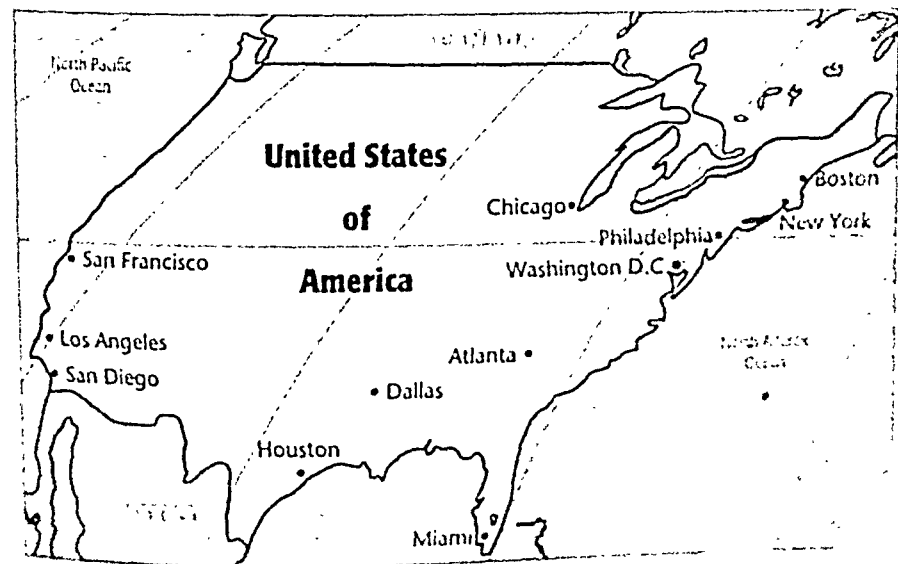 North Pacific
Ocean
United States
of
America
Boston
Chicago
New York
Philadelphia
San Francisco
Washington D.C
Los Angeles
Atlanta
San Diego
Dallas
Houston
Miami